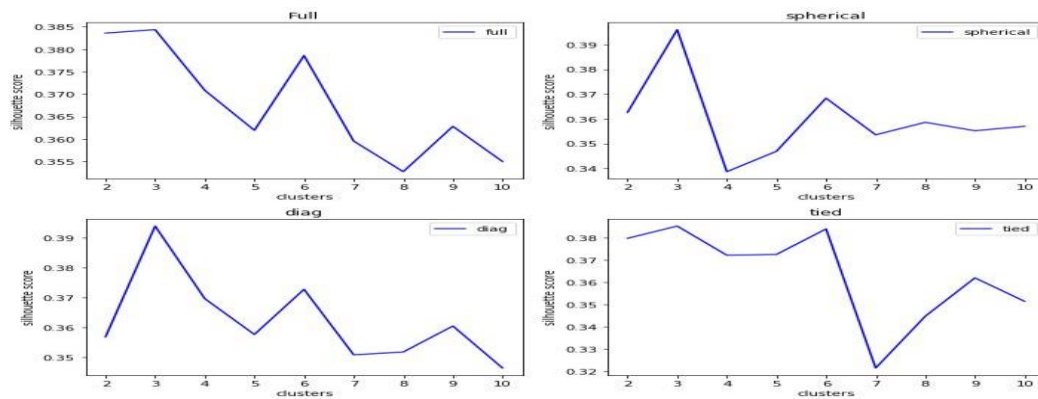 Full
full
silhouette score
0.385
0.380
0.375
0.370
0.365
0.360
0.355
2 3 4 5 6 7 8 9 10
clusters
spherical
spherical
silhouette score
0.39
0.38
0.37
0.36
0.35
0.34
2 3 4 5 6 7 8 9 10
clusters
diag
diag
silhouette score
0.39
0.38
0.37
0.36
0.35
2 3 4 5 6 7 8 9 10
clusters
tied
tied
silhouette score
0.38
0.37
0.36
0.35
0.34
0.33
0.32
2 3 4 5 6 7 8 9 10
clusters